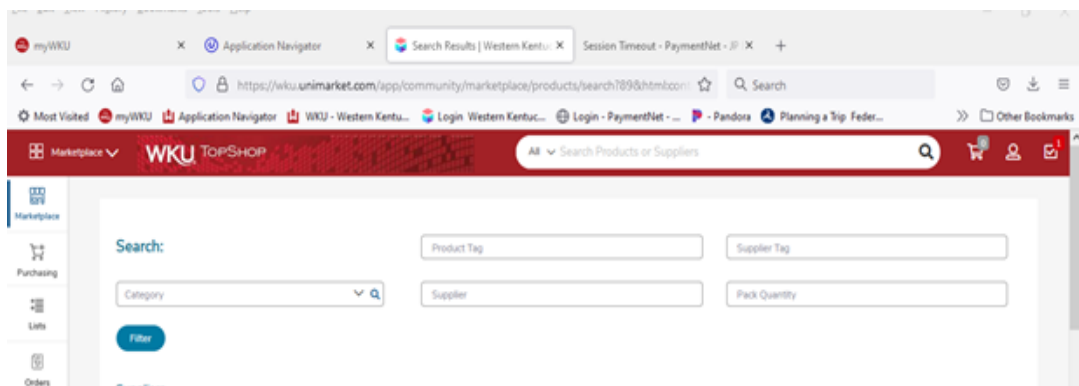 myWKU × Application Navigator × Search Results | Western Kentu × Session Timeout - PaymentNet - JP × +
https://wku.unimarket.com/app/community/marketplace/products/search?89&htmlcont Search
Most Visited myWKU Application Navigator WKU - Western Kentu... Login Western Kentuc... Login - PaymentNet - ... - Pandora Planning a Trip Feder... Other Bookmarks
Marketplace WKU TOPSHOP All Search Products or Suppliers 0 1
Marketplace
Search: Product Tag Supplier Tag
Purchasing
Category Supplier Pack Quantity
Lists
Filter
Orders